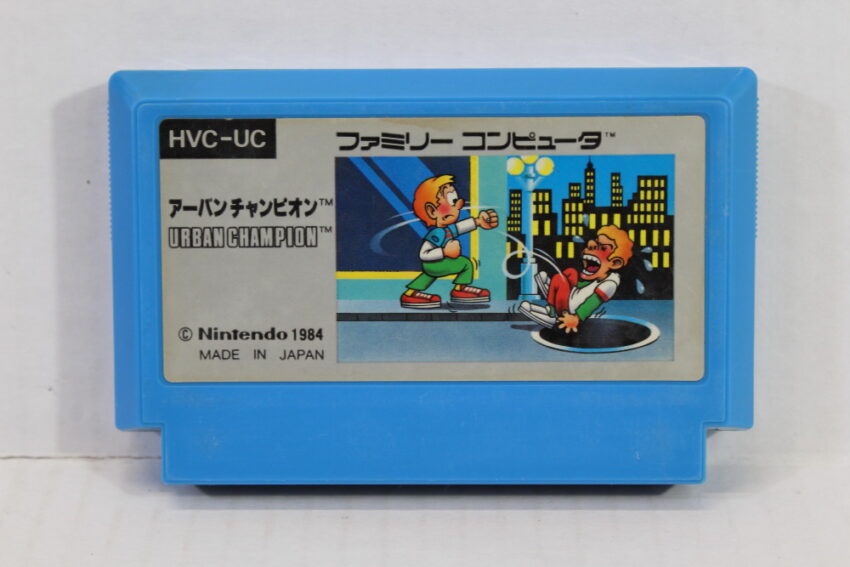 HVC-UC
ファミリー コンピュータ™
アーバンチャンピオン™
URBAN CHAMPION™
© Nintendo 1984
MADE IN JAPAN